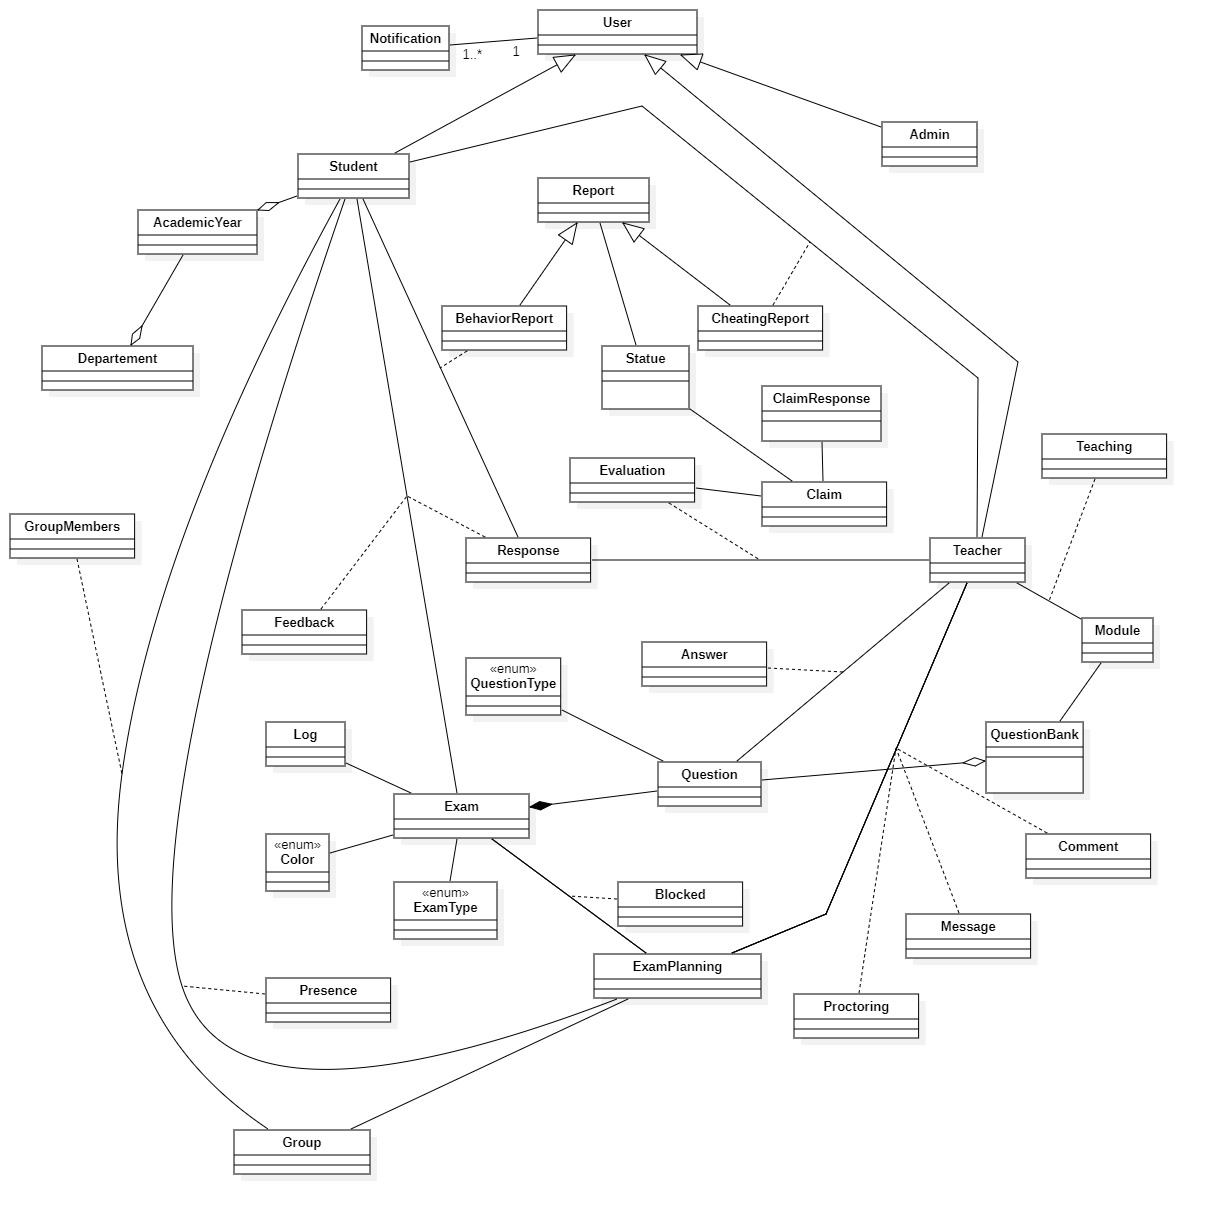 User
Notification
1..*
1
Admin
Student
Report
AcademicYear
BehaviorReport
CheatingReport
Departement
Statue
ClaimResponse
Teaching
Evaluation
Claim
GroupMembers
Response
Teacher
Feedback
Module
Answer
«enum»
QuestionType
Log
QuestionBank
Question
Exam
«enum»
Color
Comment
«enum»
ExamType
Blocked
Message
ExamPlanning
Presence
Proctoring
Group